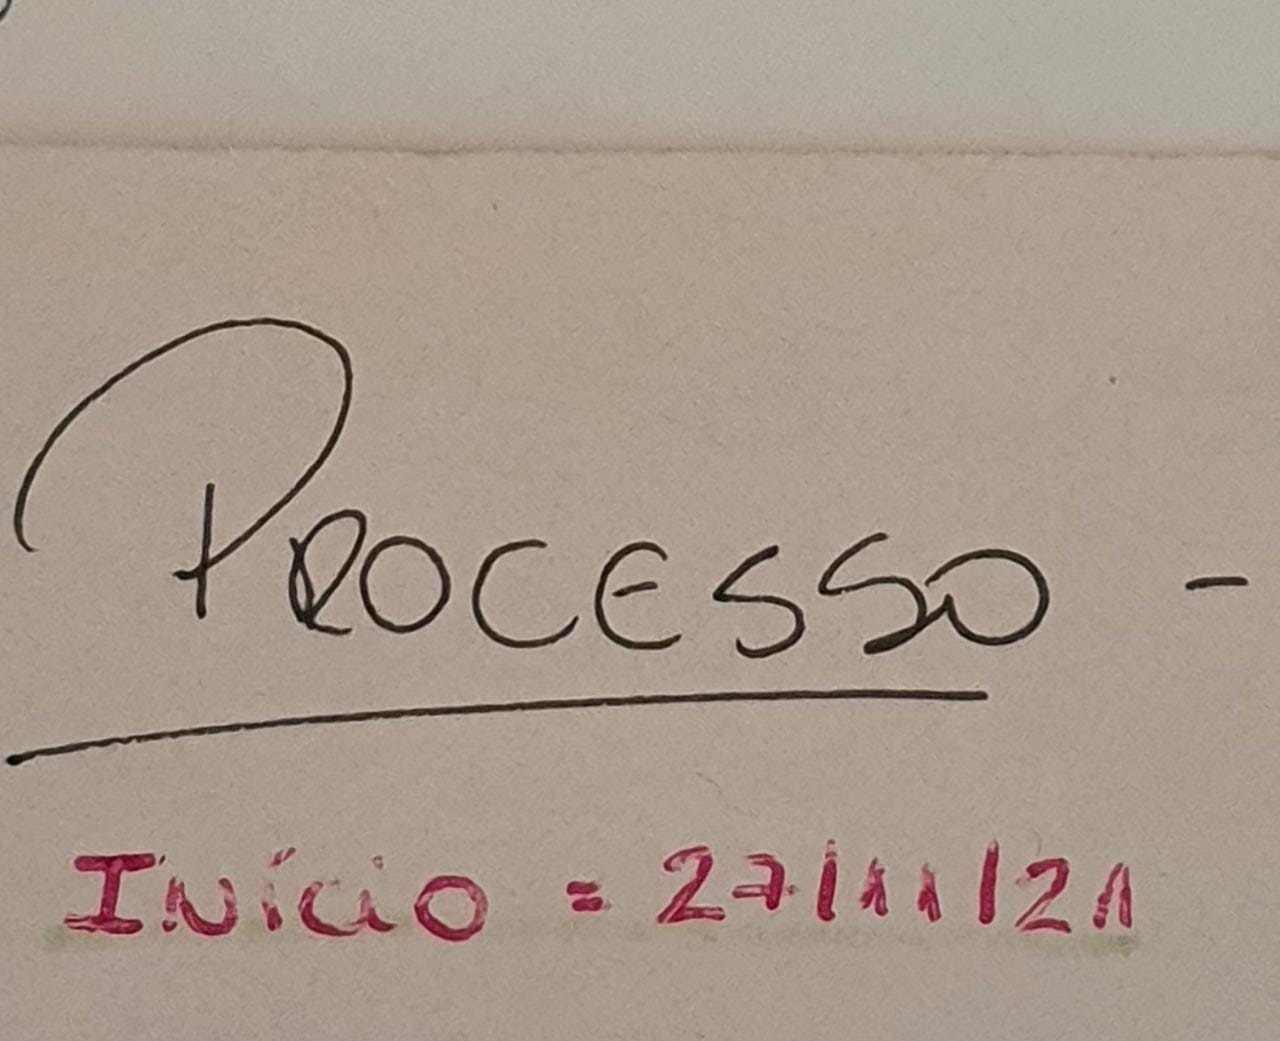 PROCESSO -
Início = 27/11/21